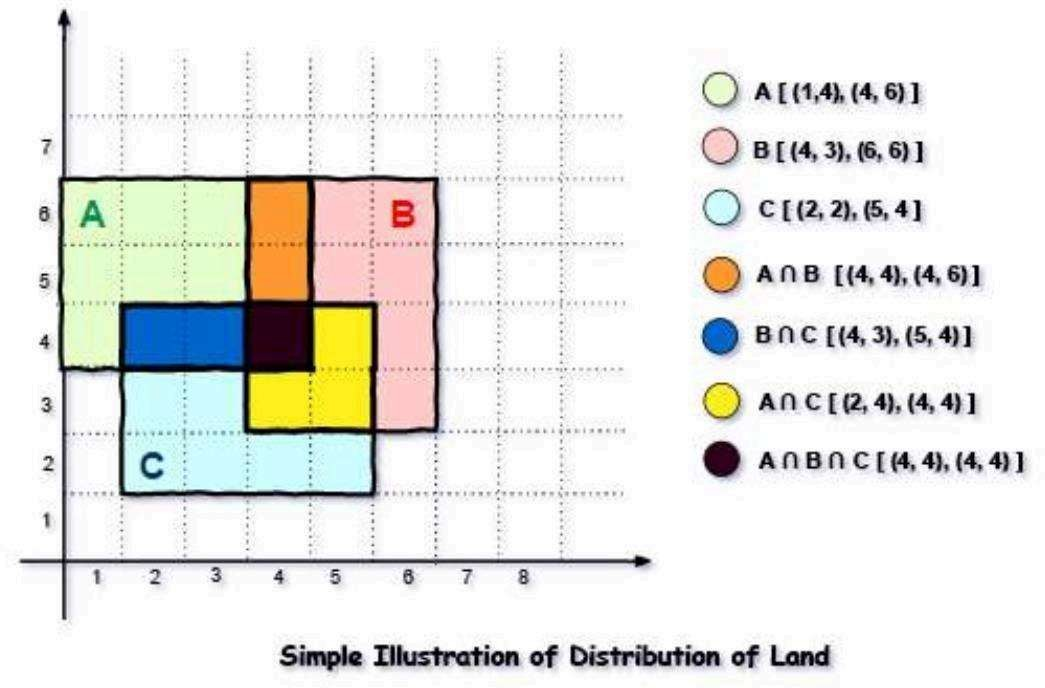 7
6
5
4
3
2
1
A
B
C
1 2 3 4 5 6 7 8
A [ (1,4), (4, 6) ]
B [ (4, 3), (6, 6) ]
C [ (2, 2), (5, 4 ]
A ∩ B [ (4, 4), (4, 6) ]
B ∩ C [ (4, 3), (5, 4) ]
A ∩ C [ (2, 4), (4, 4) ]
A ∩ B ∩ C [ (4, 4), (4, 4) ]
Simple Illustration of Distribution of Land